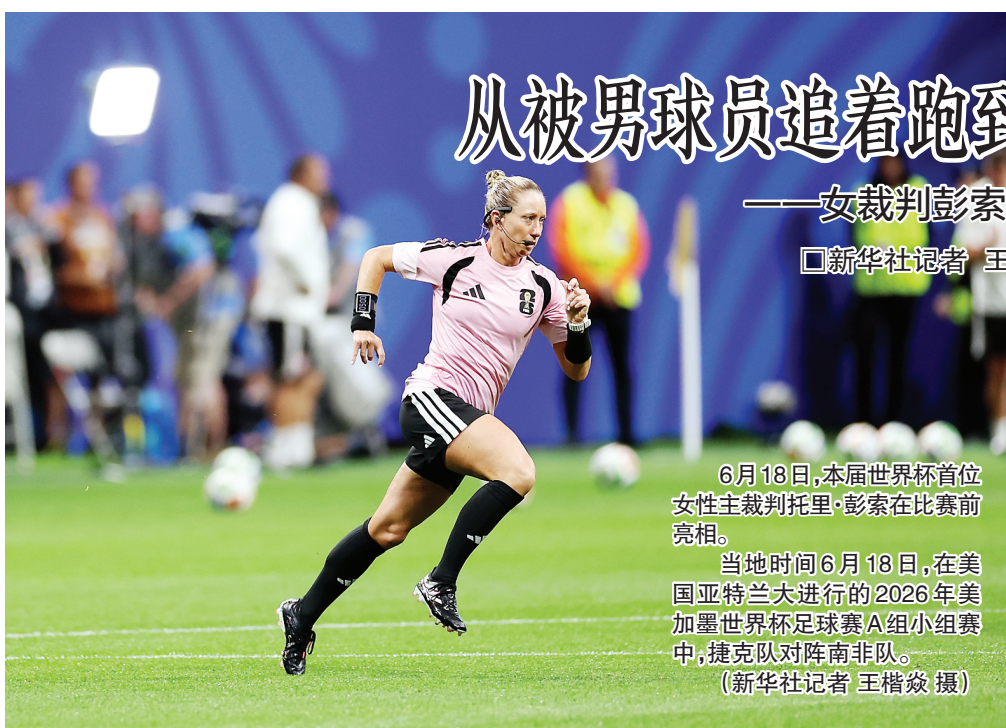 从被男球员追着跑到
——女裁判彭索
□新华社记者 王
6月18日,本届世界杯首位
女性主裁判托里·彭索在比赛前
亮相。
当地时间6月18日,在美
国亚特兰大进行的2026年美
加墨世界杯足球赛A组小组赛
中,捷克队对阵南非队。
(新华社记者 王楷焱 摄)